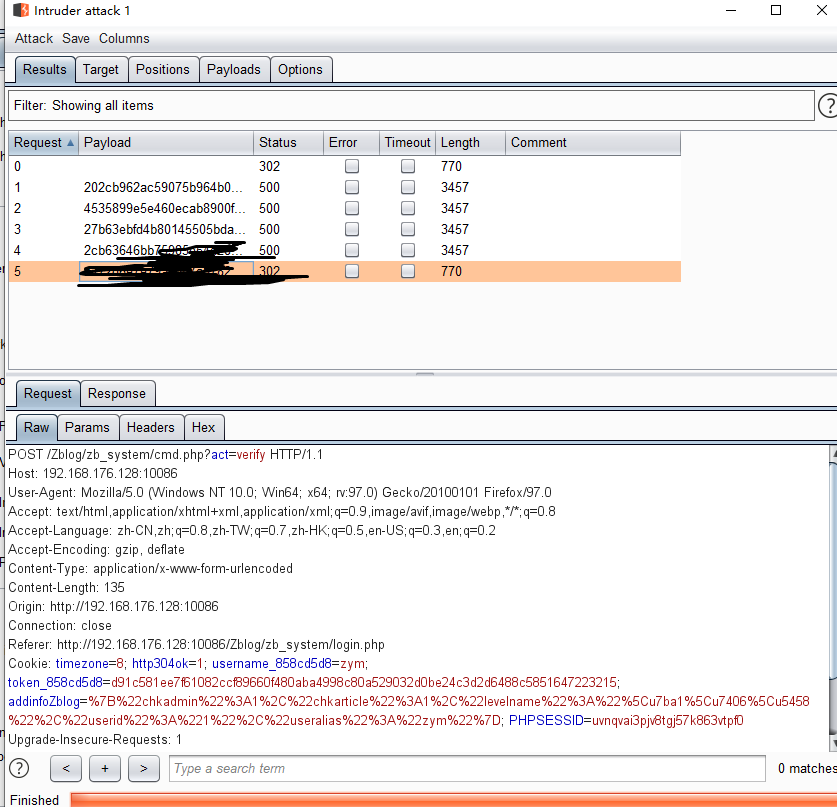 Intruder attack 1
Attack Save Columns
Results Target Positions Payloads Options
Filter: Showing all items ?
Request Payload Status Error Timeout Length Comment
0 302 770
1 202cb962ac59075b964b0... 500 3457
2 4535899e5e460ecab8900f... 500 3457
3 27b63ebfd4b80145505bda... 500 3457
4 500 3457
5 302 770
Request Response
Raw Params Headers Hex
POST /Zblog/zb_system/cmd.php?act=verify HTTP/1.1
Host: 192.168.176.128:10086
User-Agent: Mozilla/5.0 (Windows NT 10.0; Win64; x64; rv:97.0) Gecko/20100101 Firefox/97.0
Accept: text/html,application/xhtml+xml,application/xml;q=0.9,image/avif,image/webp,*/*;q=0.8
Accept-Language: zh-CN,zh;q=0.8,zh-TW;q=0.7,zh-HK;q=0.5,en-US;q=0.3,en;q=0.2
Accept-Encoding: gzip, deflate
Content-Type: application/x-www-form-urlencoded
Content-Length: 135
Origin: http://192.168.176.128:10086
Connection: close
Referer: http://192.168.176.128:10086/Zblog/zb_system/login.php
Cookie: timezone=8; http304ok=1; username_858cd5d8=zym;
token_858cd5d8=d91c581ee7f61082ccf89660f480aba4998c80a529032d0be24c3d2d6488c5851647223215;
addinfoZblog=%7B%22chkadmin%22%3A1%2C%22chkarticle%22%3A1%2C%22levelname%22%3A%22%5Cu7ba1%5Cu7406%5Cu5458
%22%2C%22userid%22%3A%221%22%2C%22useralias%22%3A%22zym%22%7D; PHPSESSID=uvnqvai3pjv8tgj57k863vtpf0
Upgrade-Insecure-Requests: 1
? < + > Type a search term 0 matches
Finished